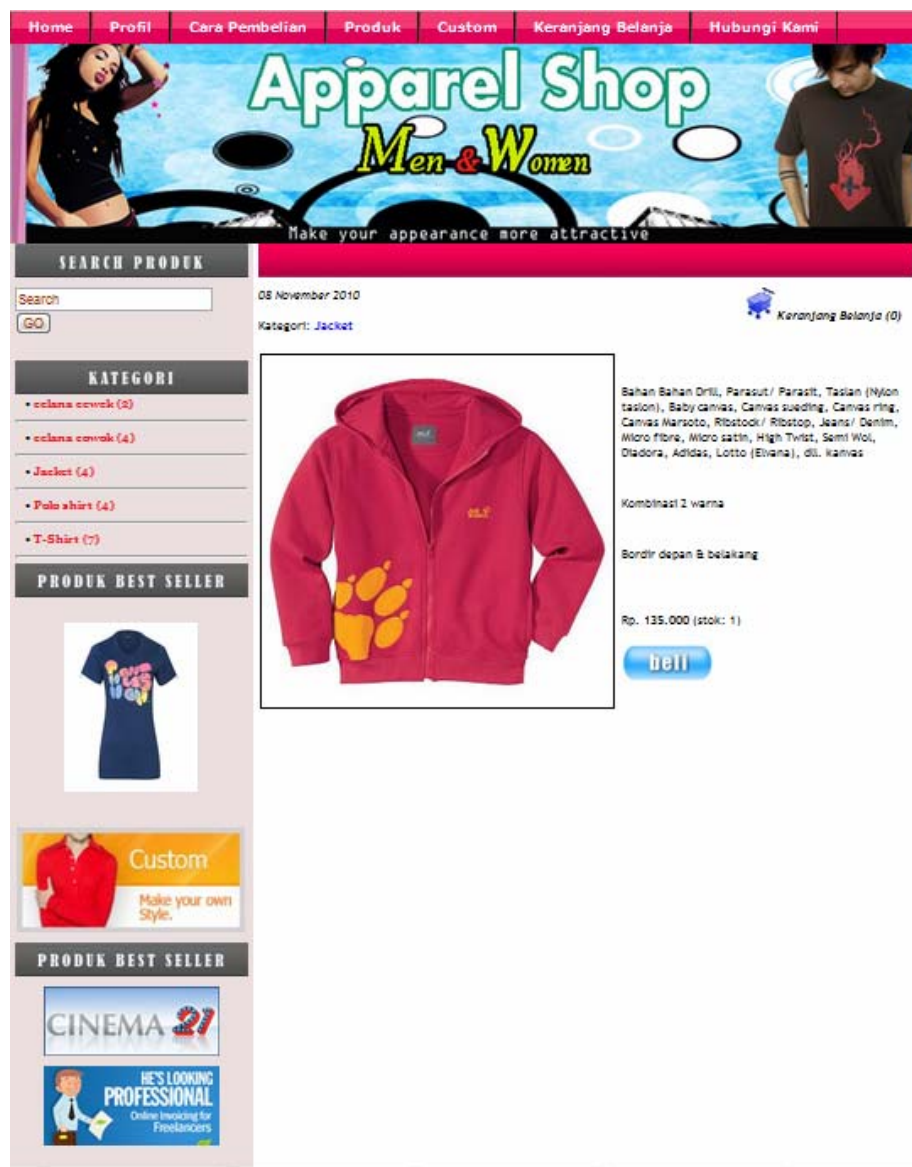 Home Profil Cara Pembelian Produk Custom Keranjang Belanja Hubungi Kami
Apparel Shop
Men & Women
Make your appearance more attractive
SEARCH PRODUK
Search
GO
KATEGORI
• celana cewek (2)
• celana cowok (4)
• Jacket (4)
• Polo shirt (4)
• T-Shirt (7)
PRODUK BEST SELLER
Custom
Make your own
Style.
PRODUK BEST SELLER
CINEMA 21
HE'S LOOKING
PROFESSIONAL
Online Invoicing for
Freelancers
08 November 2010
Keranjang Belanja (0)
Kategori: Jacket
Bahan Bahan Drill, Parasut/ Parasit, Taslan (Nylon
taslon), Baby canvas, Canvas sueding, Canvas ring,
Canvas Marsoto, Ribstock/ Ribstop, Jeans/ Denim,
Micro fibre, Micro satin, High Twist, Semi Wol,
Diadora, Adidas, Lotto (Elvana), dll. kanvas
Kombinasi 2 warna
Bordir depan & belakang
Rp. 135.000 (stok: 1)
beli